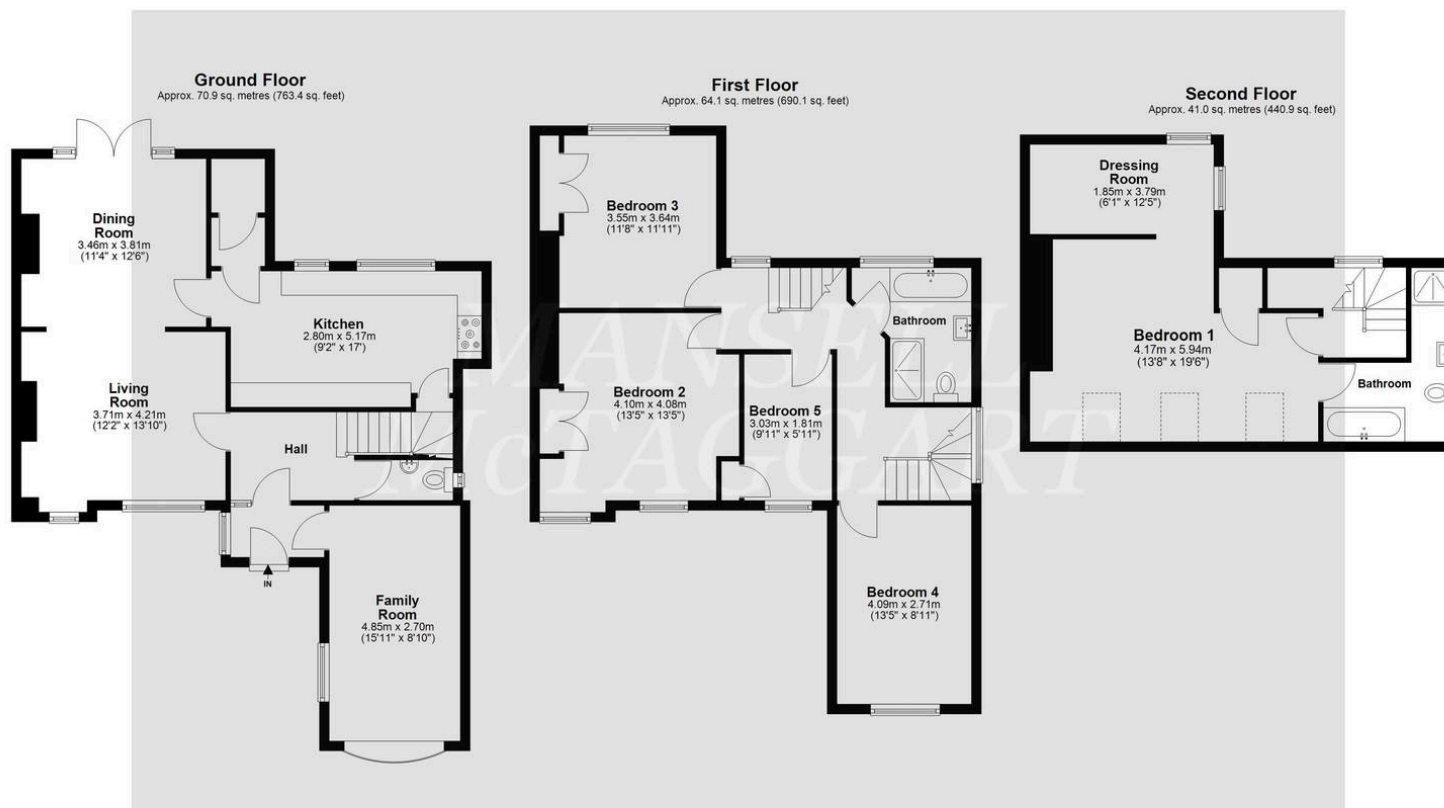 Ground Floor
Approx. 70.9 sq. metres (763.4 sq. feet)
Dining
Room
3.46m x 3.81m
(11'4" x 12'6")
Kitchen
2.80m x 5.17m
(9'2" x 17')
Living
Room
3.71m x 4.21m
(12'2" x 13'10")
Hall
IN
Family
Room
4.85m x 2.70m
(15'11" x 8'10")
First Floor
Approx. 64.1 sq. metres (690.1 sq. feet)
Bedroom 3
3.55m x 3.64m
(11'8" x 11'11")
Bathroom
Bedroom 2
4.10m x 4.08m
(13'5" x 13'5")
Bedroom 5
3.03m x 1.81m
(9'11" x 5'11")
Bedroom 4
4.09m x 2.71m
(13'5" x 8'11")
Second Floor
Approx. 41.0 sq. metres (440.9 sq. feet)
Dressing
Room
1.85m x 3.79m
(6'1" x 12'5")
Bedroom 1
4.17m x 5.94m
(13'8" x 19'6")
Bathroom
MANSELL
McTAGGART